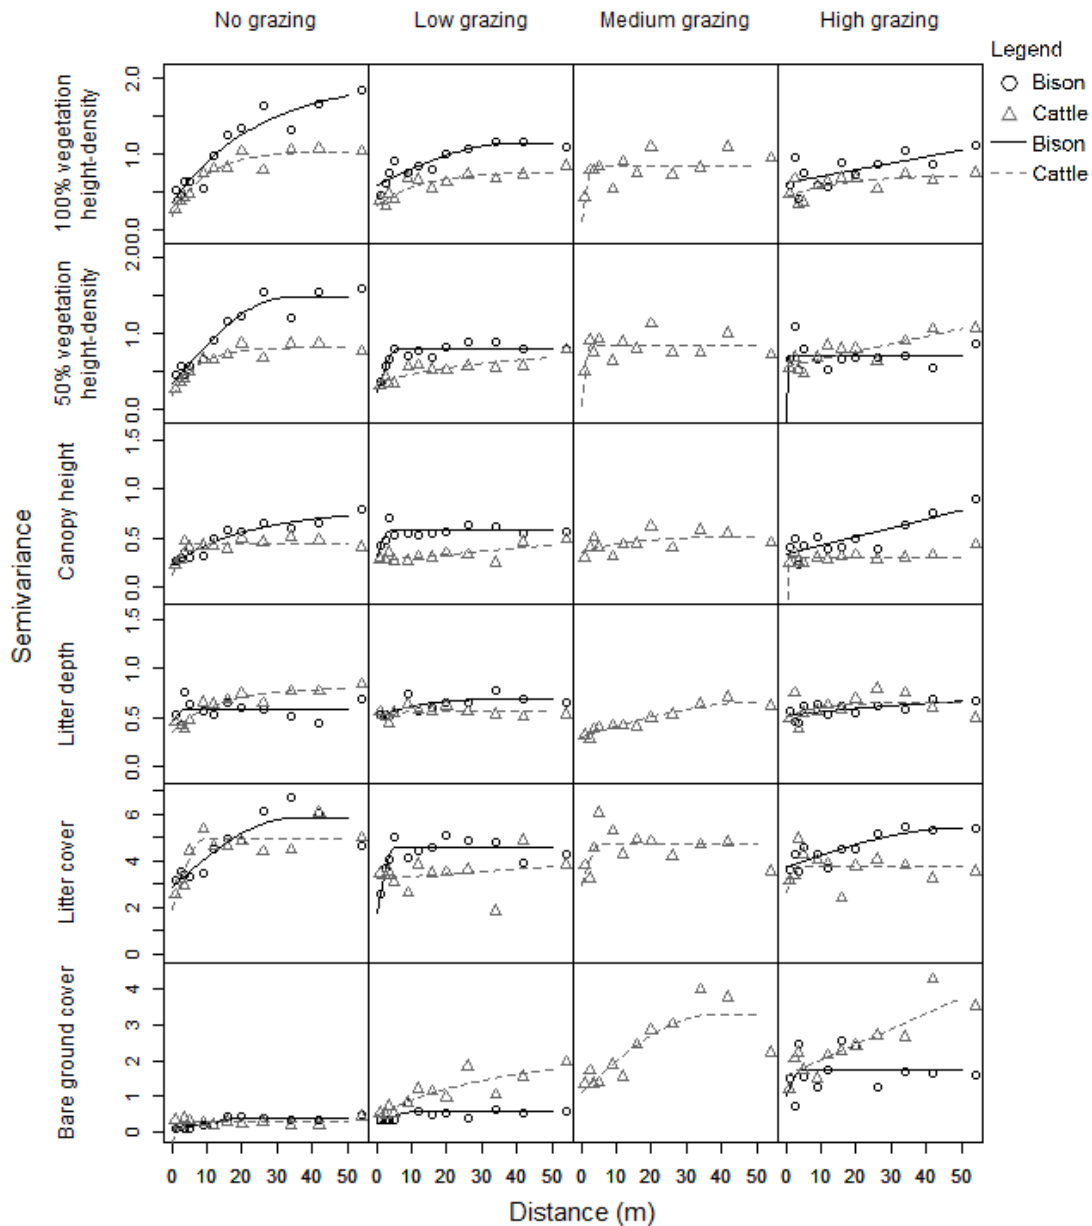 No grazing Low grazing Medium grazing High grazing
Legend
Bison
Cattle
Bison
Cattle
100% vegetation
height-density
0.0 1.0 2.0
50% vegetation
height-density
0.0 1.0 2.0
Canopy height
0.0 0.5 1.0 1.5
Semivariance
Litter depth
0.0 0.5 1.0 1.5
Litter cover
0 2 4 6
Bare ground cover
0 1 2 3 4
0 10 20 30 40 50 0 10 20 30 40 50 0 10 20 30 40 50 0 10 20 30 40 50
Distance (m)